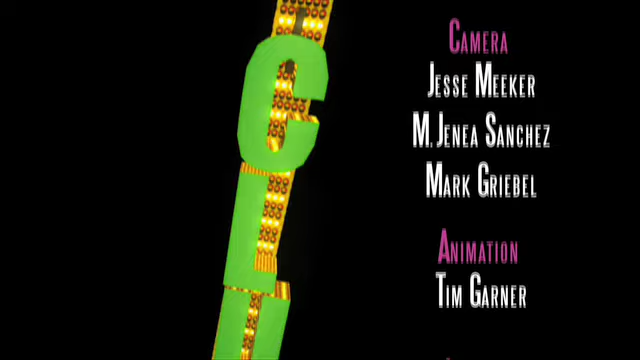 G
Camera
Jesse Meeker
M. Jenea Sanchez
Mark Griebel
Animation
Tim Garner